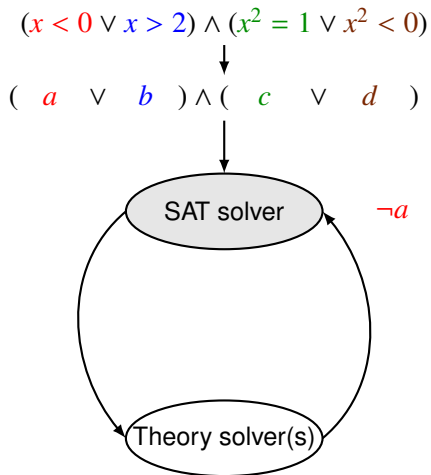 (x < 0 ∨ x > 2) ∧ (x² = 1 ∨ x² < 0)
( a ∨ b ) ∧ ( c ∨ d )
SAT solver
¬a
Theory solver(s)